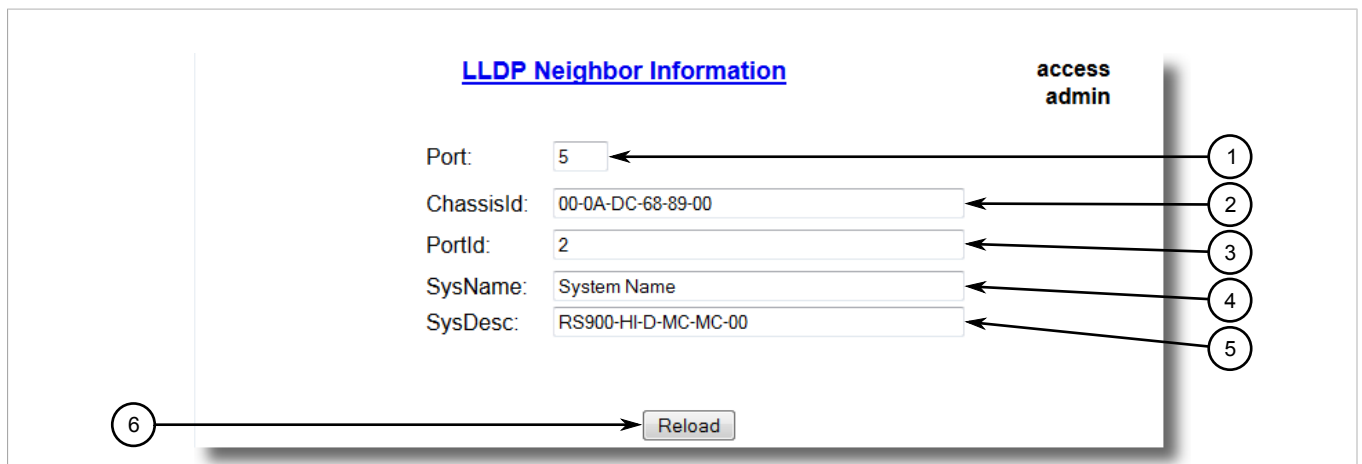 LLDP Neighbor Information
access
admin
Port: 5
1
ChassisId: 00-0A-DC-68-89-00
2
PortId: 2
3
SysName: System Name
4
SysDesc: RS900-HI-D-MC-MC-00
5
6
Reload